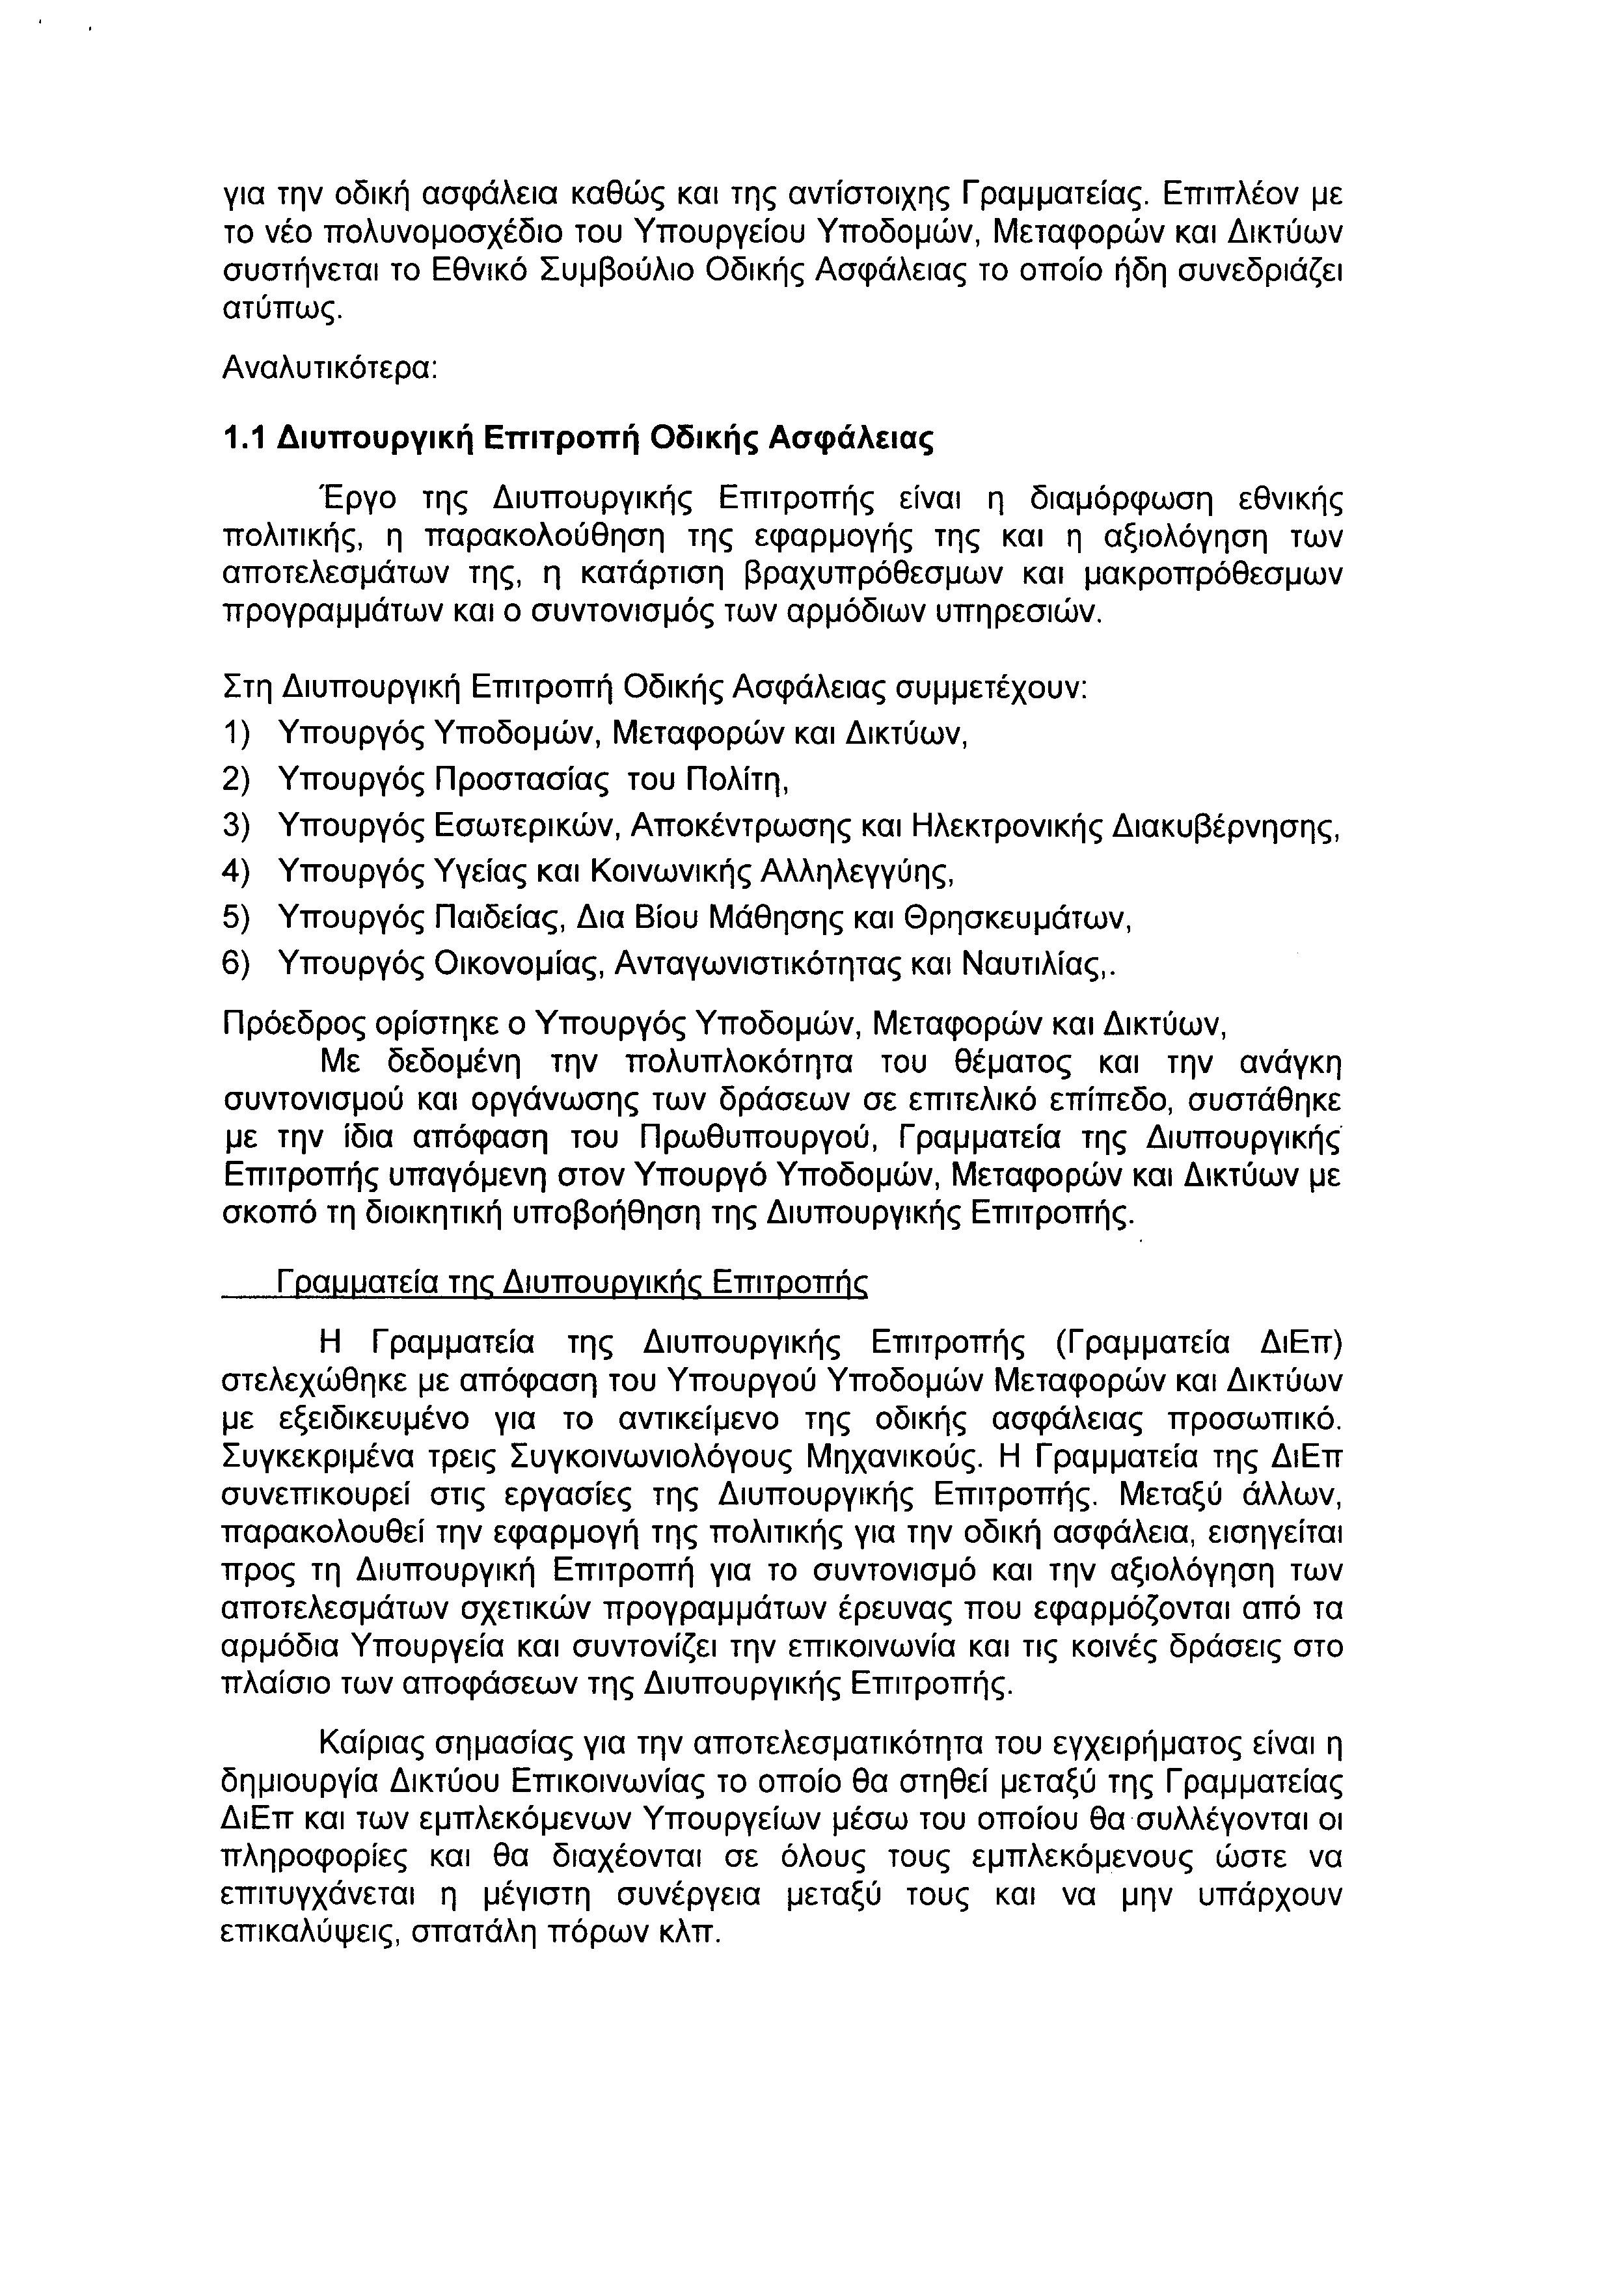 για την οδική ασφάλεια καθώς και της αντίστοιχης Γραμματείας. Επιπλέον με
το νέο πολυνομοσχέδιο του Υπουργείου Υποδομών, Μεταφορών και Δικτύων
συστήνεται το Εθνικό Συμβούλιο Οδικής Ασφάλειας το οποίο ήδη συνεδριάζει
ατύπως.
Αναλυτικότερα:
1.1 Διυπουργική Επιτροπή Οδικής Ασφάλειας
Έργο της Διυπουργικής Επιτροπής είναι η διαμόρφωση εθνικής
πολιτικής, η παρακολούθηση της εφαρμογής της και η αξιολόγηση των
αποτελεσμάτων της, η κατάρτιση βραχυπρόθεσμων και μακροπρόθεσμων
προγραμμάτων και ο συντονισμός των αρμόδιων υπηρεσιών.
Στη Διυπουργική Επιτροπή Οδικής Ασφάλειας συμμετέχουν:
1) Υπουργός Υποδομών, Μεταφορών και Δικτύων,
2) Υπουργός Προστασίας του Πολίτη,
3) Υπουργός Εσωτερικών, Αποκέντρωσης και Ηλεκτρονικής Διακυβέρνησης,
4) Υπουργός Υγείας και Κοινωνικής Αλληλεγγύης,
5) Υπουργός Παιδείας, Δια Βίου Μάθησης και Θρησκευμάτων,
6) Υπουργός Οικονομίας, Ανταγωνιστικότητας και Ναυτιλίας,.
Πρόεδρος ορίστηκε ο Υπουργός Υποδομών, Μεταφορών και Δικτύων,
Με δεδομένη την πολυπλοκότητα του θέματος και την ανάγκη
συντονισμού και οργάνωσης των δράσεων σε επιτελικό επίπεδο, συστάθηκε
με την ίδια απόφαση του Πρωθυπουργού, Γραμματεία της Διυπουργικής
Επιτροπής υπαγόμενη στον Υπουργό Υποδομών, Μεταφορών και Δικτύων με
σκοπό τη διοικητική υποβοήθηση της Διυπουργικής Επιτροπής.
Γραμματεία της Διυπουργικής Επιτροπής
Η Γραμματεία της Διυπουργικής Επιτροπής (Γραμματεία ΔιΕπ)
στελεχώθηκε με απόφαση του Υπουργού Υποδομών Μεταφορών και Δικτύων
με εξειδικευμένο για το αντικείμενο της οδικής ασφάλειας προσωπικό.
Συγκεκριμένα τρεις Συγκοινωνιολόγους Μηχανικούς. Η Γραμματεία της ΔιΕπ
συνεπικουρεί στις εργασίες της Διυπουργικής Επιτροπής. Μεταξύ άλλων,
παρακολουθεί την εφαρμογή της πολιτικής για την οδική ασφάλεια, εισηγείται
προς τη Διυπουργική Επιτροπή για το συντονισμό και την αξιολόγηση των
αποτελεσμάτων σχετικών προγραμμάτων έρευνας που εφαρμόζονται από τα
αρμόδια Υπουργεία και συντονίζει την επικοινωνία και τις κοινές δράσεις στο
πλαίσιο των αποφάσεων της Διυπουργικής Επιτροπής.
Καίριας σημασίας για την αποτελεσματικότητα του εγχειρήματος είναι η
δημιουργία Δικτύου Επικοινωνίας το οποίο θα στηθεί μεταξύ της Γραμματείας
ΔιΕπ και των εμπλεκόμενων Υπουργείων μέσω του οποίου θα συλλέγονται οι
πληροφορίες και θα διαχέονται σε όλους τους εμπλεκόμενους ώστε να
επιτυγχάνεται η μέγιστη συνέργεια μεταξύ τους και να μην υπάρχουν
επικαλύψεις, σπατάλη πόρων κλπ.